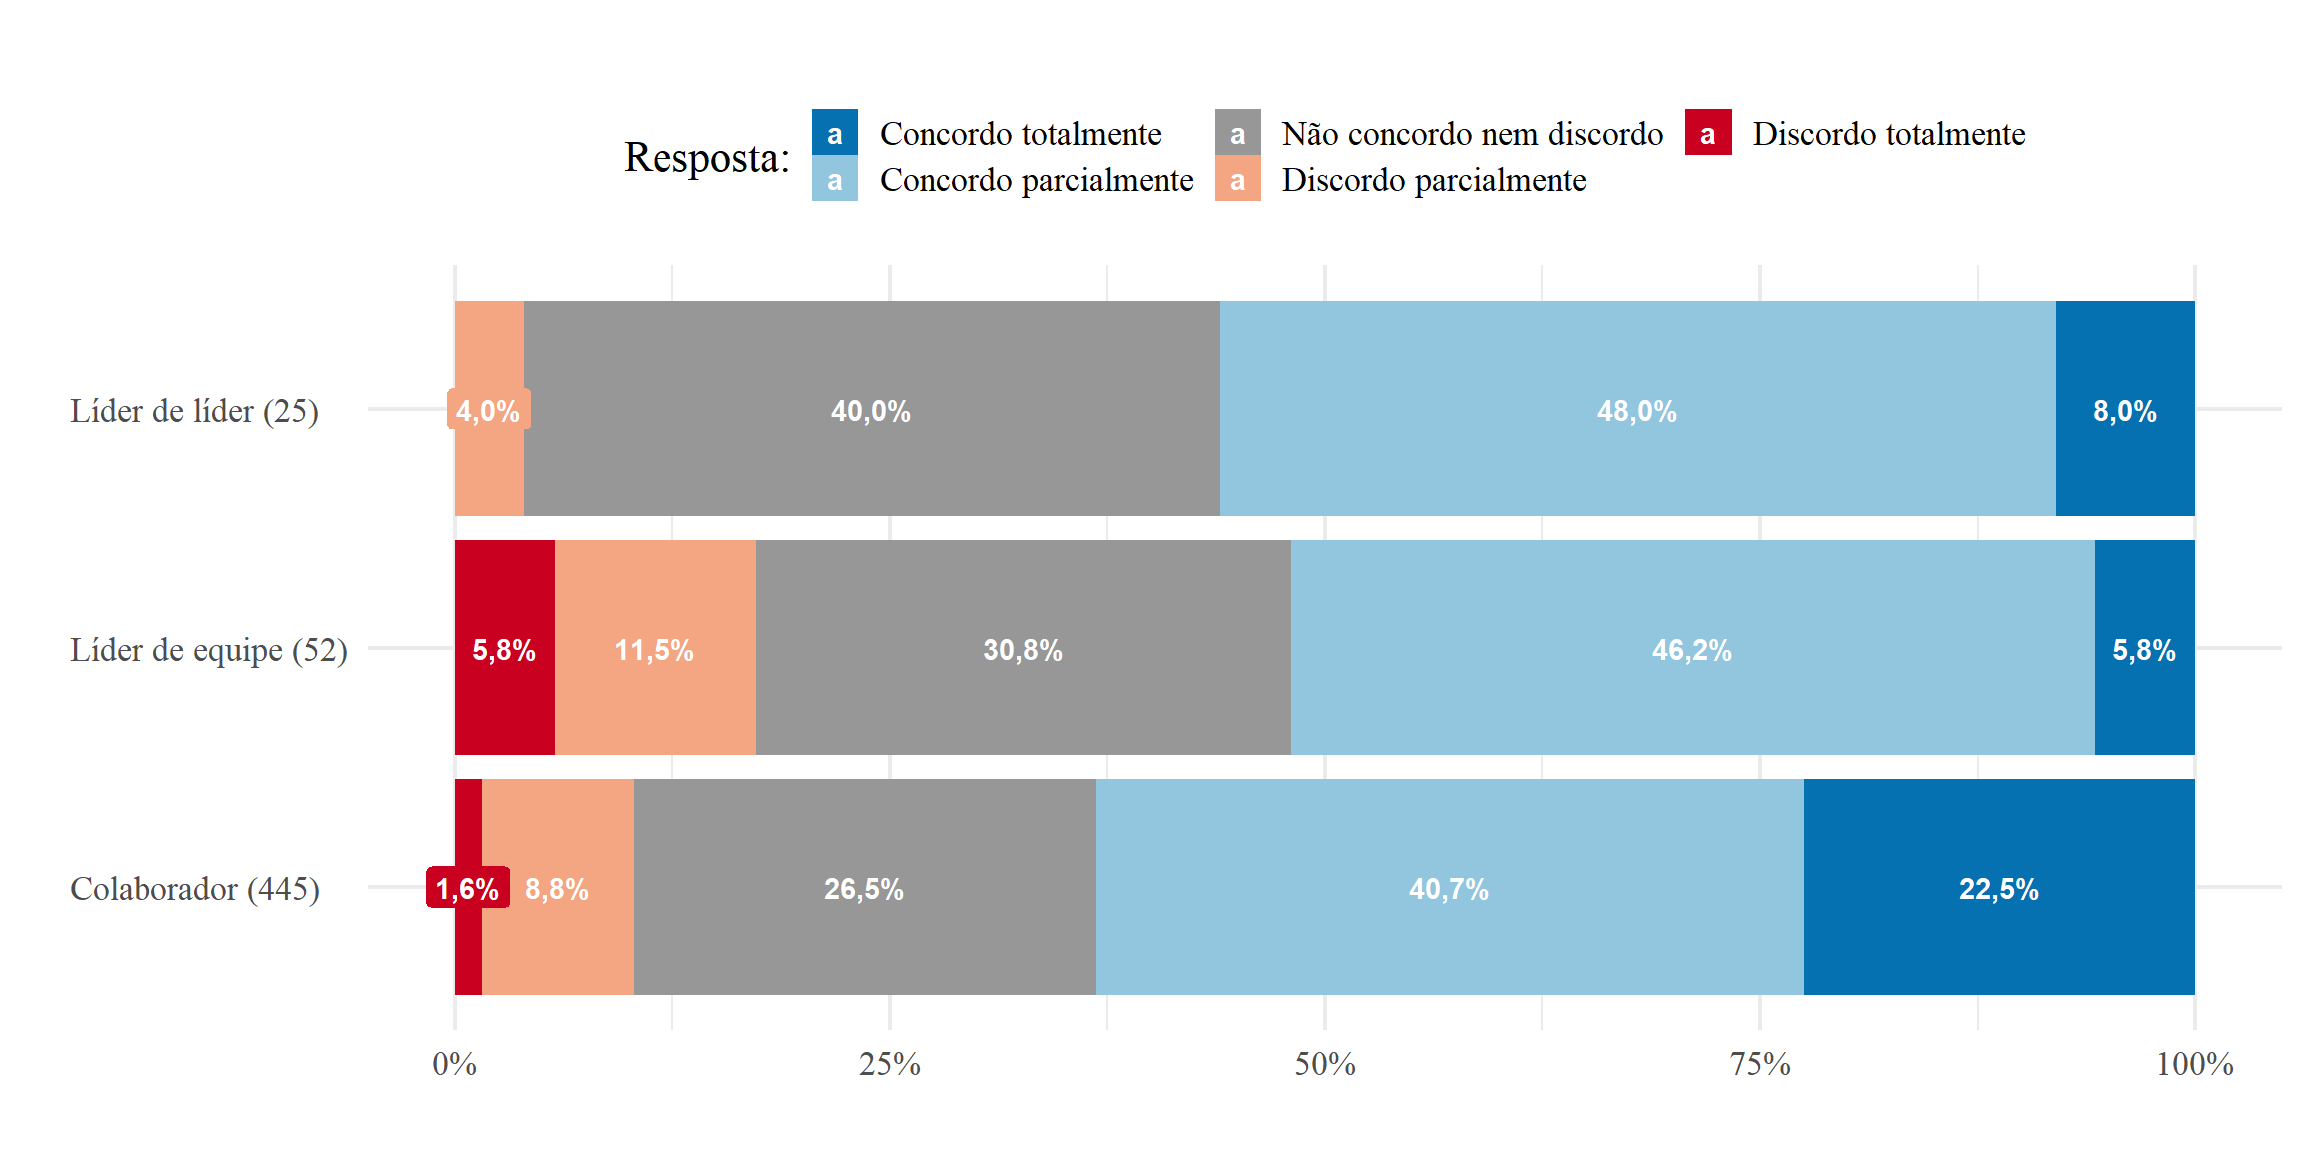 Resposta:
a Concordo totalmente a Não concordo nem discordo a Discordo totalmente
a Concordo parcialmente a Discordo parcialmente
Líder de líder (25) 4,0% 40,0% 48,0% 8,0%
Líder de equipe (52) 5,8% 11,5% 30,8% 46,2% 5,8%
Colaborador (445) 1,6% 8,8% 26,5% 40,7% 22,5%
0% 25% 50% 75% 100%